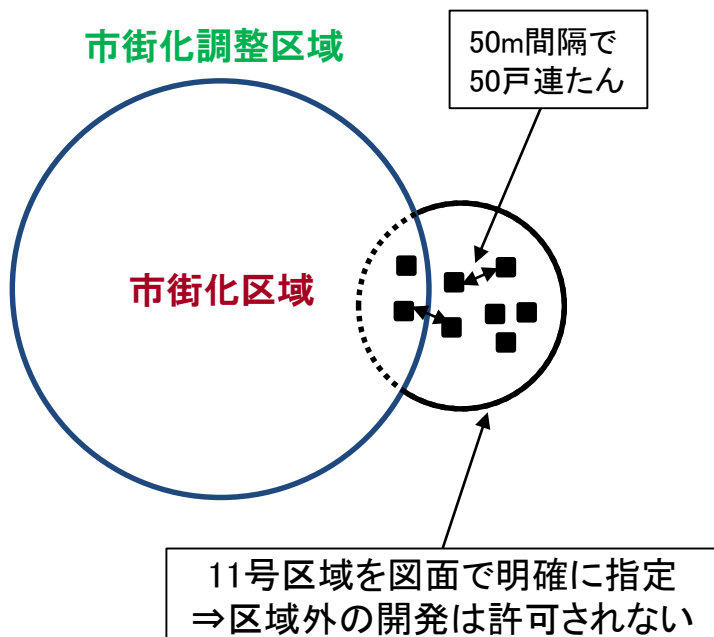 市街化調整区域
50m間隔で
50戸連たん
市街化区域
11号区域を図面で明確に指定
⇒区域外の開発は許可されない